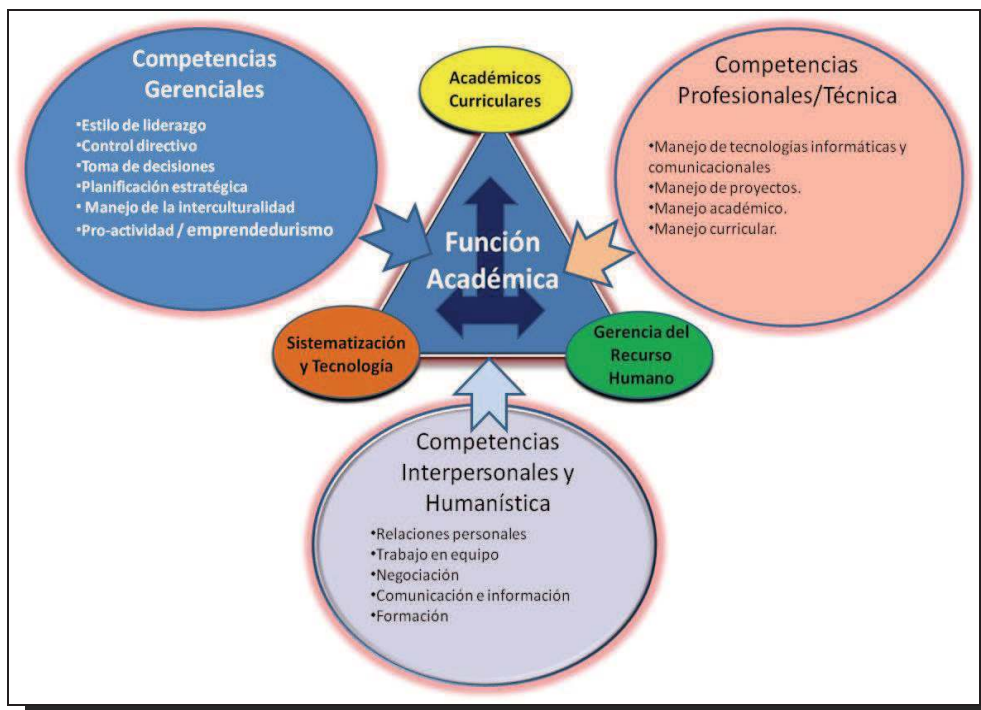 Competencias
Gerenciales
•Estilo de liderazgo
•Control directivo
•Toma de decisiones
•Planificación estratégica
• Manejo de la interculturalidad
•Pro-actividad / emprendedurismo
Académicos
Curriculares
Competencias
Profesionales/Técnica
•Manejo de tecnologías informáticas y
comunicacionales
•Manejo de proyectos.
•Manejo académico.
•Manejo curricular.
Función
Académica
Sistematización
y Tecnología
Gerencia del
Recurso
Humano
Competencias
Interpersonales y
Humanística
•Relaciones personales
•Trabajo en equipo
•Negociación
•Comunicación e información
•Formación